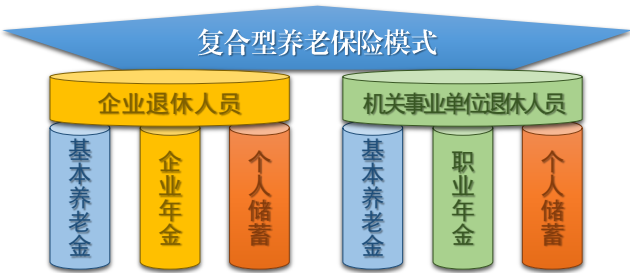 复合型养老保险模式
企业退休人员
机关事业单位退休人员
基本养老金
企业年金
个人储蓄
基本养老金
职业年金
个人储蓄